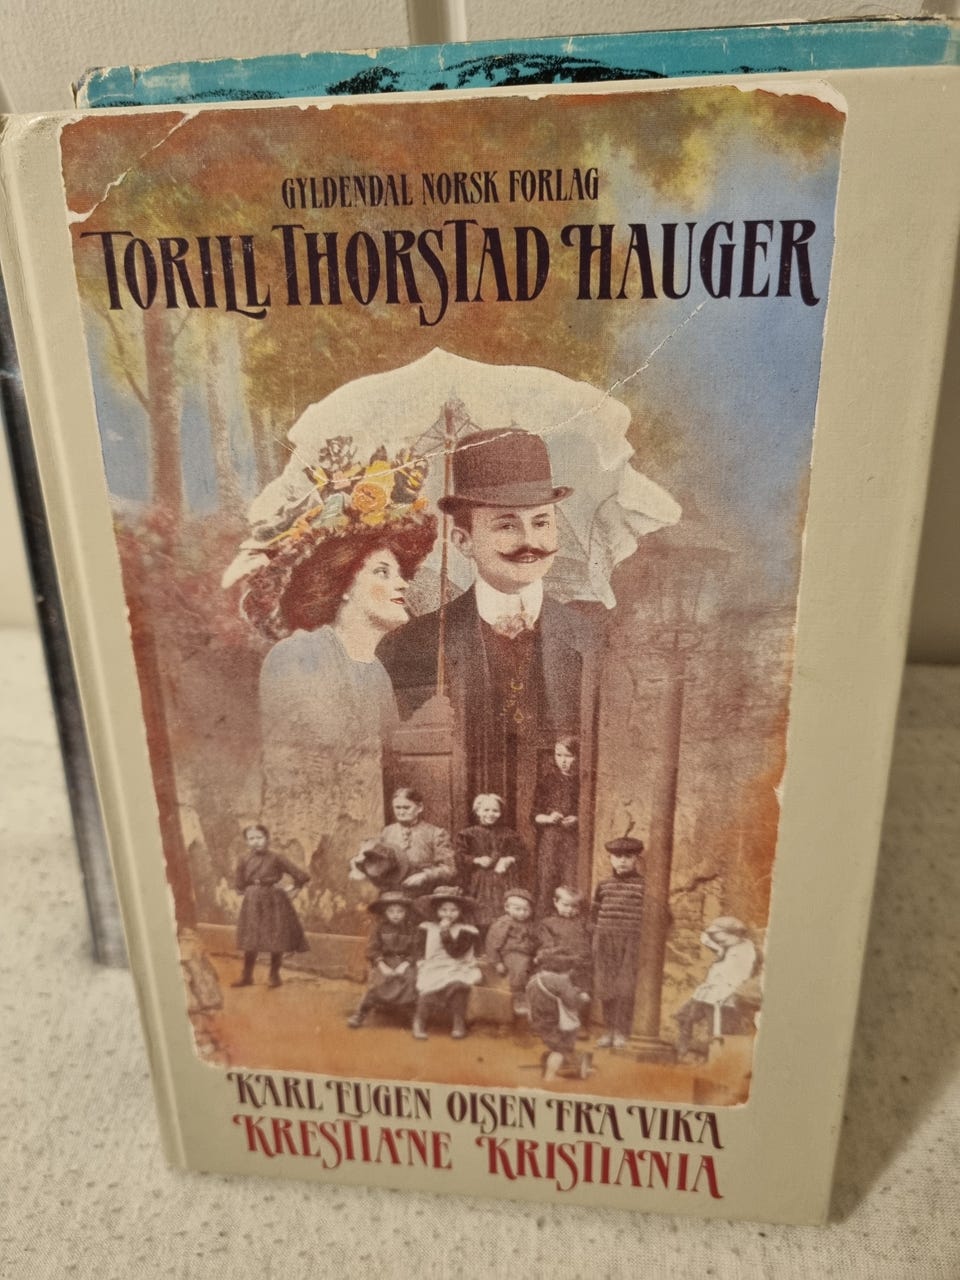 GYLDENDAL NORSK FORLAG
TORILL THORSTAD HAUGER
KARL EUGEN OLSEN FRA VIKA
KRESTIANE KRISTIANIA